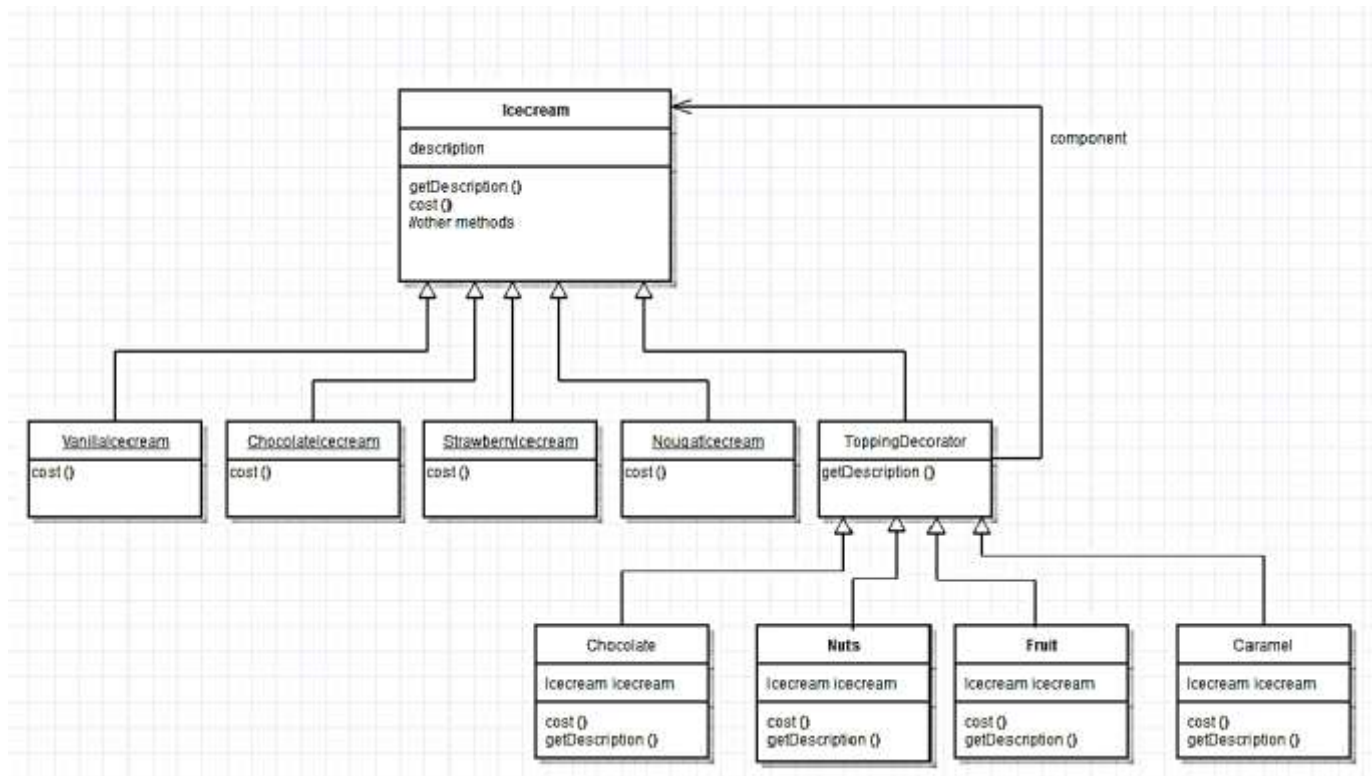 Icecream
description
getDescription ()
cost ()
//other methods
component
VanillaIcecream
cost ()
ChocolateIcecream
cost ()
StrawberryIcecream
cost ()
NougatIcecream
cost ()
ToppingDecorator
getDescription ()
Chocolate
Icecream icecream
cost ()
getDescription ()
Nuts
Icecream icecream
cost ()
getDescription ()
Fruit
Icecream icecream
cost ()
getDescription ()
Caramel
Icecream icecream
cost ()
getDescription ()